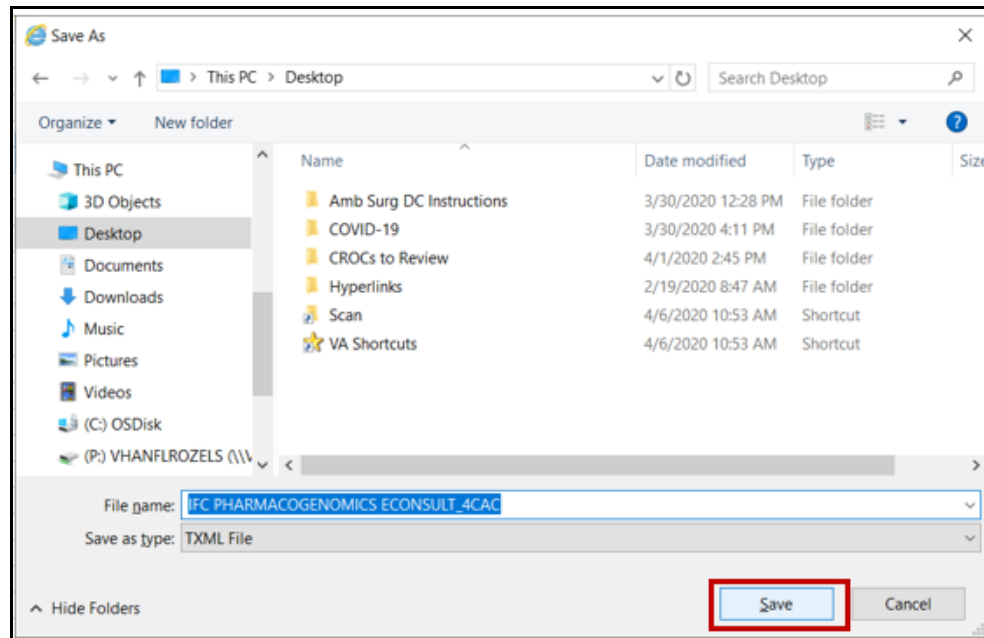 Save As
This PC > Desktop
Search Desktop
Organize
New folder
This PC
3D Objects
Desktop
Documents
Downloads
Music
Pictures
Videos
(C:) OSDisk
(P:) VHANFLROZELS (\\V
Name Date modified Type Size
Amb Surg DC Instructions 3/30/2020 12:28 PM File folder
COVID-19 3/30/2020 4:11 PM File folder
CROCs to Review 4/1/2020 2:45 PM File folder
Hyperlinks 2/19/2020 8:47 AM File folder
Scan 4/6/2020 10:53 AM Shortcut
VA Shortcuts 4/6/2020 10:53 AM Shortcut
File name: IFC PHARMACOGENOMICS ECONSULT_4CAC
Save as type: TXML File
Hide Folders
Save
Cancel